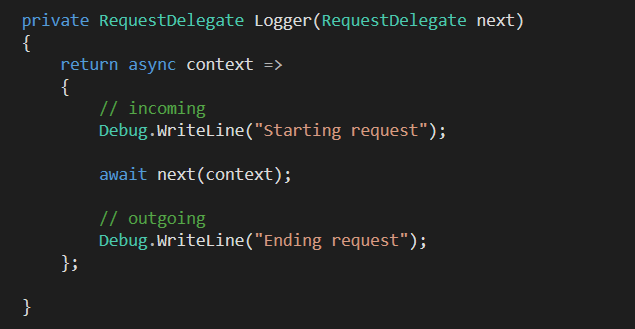 private RequestDelegate Logger(RequestDelegate next)
{
    return async context =>
    {
        // incoming
        Debug.WriteLine("Starting request");

        await next(context);

        // outgoing
        Debug.WriteLine("Ending request");
    };

}